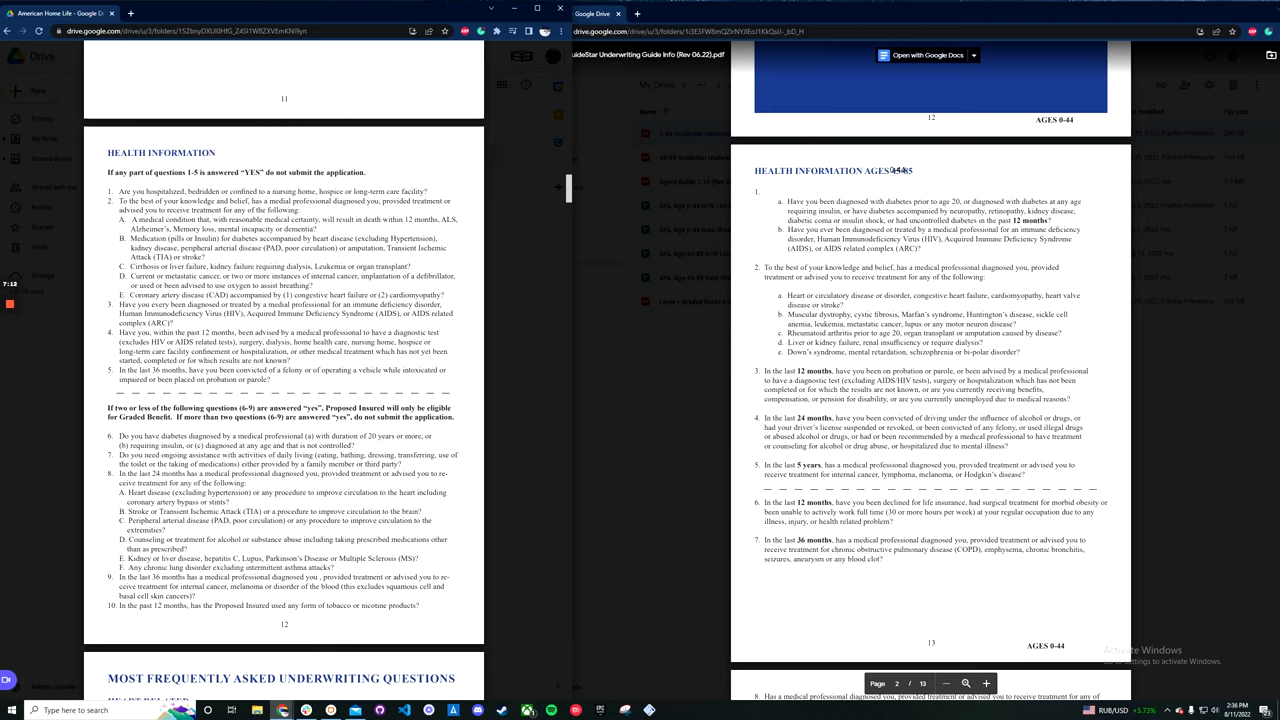 American Home Life - Google D
drive.google.com/drive/u/3/folders/15ZbnyDXUI0HfG_Z4SI1WllZXVEmKNl9yn
Google Drive
drive.google.com/drive/u/3/folders/1i3E3FW8mQZlrNYJlEoJ1KkQsiJ-_bD_H
Drive
New
Priority
My Drive
Shared drives
Shared with me
Recent
Starred
Trash
Storage
7:12
Admin console
11
HEALTH INFORMATION
If any part of questions 1-5 is answered “YES” do not submit the application.
1. Are you hospitalized, bedridden or confined to a nursing home, hospice or long-term care facility?
2. To the best of your knowledge and belief, has a medial professional diagnosed you, provided treatment or
advised you to receive treatment for any of the following:
A. A medical condition that, with reasonable medical certainty, will result in death within 12 months, ALS,
Alzheimer’s, Memory loss, mental incapacity or dementia?
B. Medication (pills or Insulin) for diabetes accompanied by heart disease (excluding Hypertension),
kidney disease, peripheral arterial disease (PAD, poor circulation) or amputation, Transient Ischemic
Attack (TIA) or stroke?
C. Cirrhosis or liver failure, kidney failure requiring dialysis, Leukemia or organ transplant?
D. Current or metastatic cancer, or two or more instances of internal cancer, implantation of a defibrillator,
or used or been advised to use oxygen to assist breathing?
E. Coronary artery disease (CAD) accompanied by (1) congestive heart failure or (2) cardiomyopathy?
3. Have you every been diagnosed or treated by a medical professional for an immune deficiency disorder,
Human Immunodeficiency Virus (HIV), Acquired Immune Deficiency Syndrome (AIDS), or AIDS related
complex (ARC)?
4. Have you, within the past 12 months, been advised by a medical professional to have a diagnostic test
(excludes HIV or AIDS related tests), surgery, dialysis, home health care, nursing home, hospice or
long-term care facility confinement or hospitalization, or other medical treatment which has not yet been
started, completed or for which results are not known?
5. In the last 36 months, have you been convicted of a felony or of operating a vehicle while intoxicated or
impaired or been placed on probation or parole?
If two or less of the following questions (6-9) are answered “yes”, Proposed Insured will only be eligible
for Graded Benefit. If more than two questions (6-9) are answered “yes”, do not submit the application.
6. Do you have diabetes diagnosed by a medical professional (a) with duration of 20 years or more, or
(b) requiring insulin, or (c) diagnosed at any age and that is not controlled?
7. Do you need ongoing assistance with activities of daily living (eating, bathing, dressing, transferring, use of
the toilet or the taking of medications) either provided by a family member or third party?
8. In the last 24 months has a medical professional diagnosed you, provided treatment or advised you to re-
ceive treatment for any of the following:
A. Heart disease (excluding hypertension) or any procedure to improve circulation to the heart including
coronary artery bypass or stints?
B. Stroke or Transient Ischemic Attack (TIA) or a procedure to improve circulation to the brain?
C. Peripheral arterial disease (PAD, poor circulation) or any procedure to improve circulation to the
extremities?
D. Counseling or treatment for alcohol or substance abuse including taking prescribed medications other
than as prescribed?
E. Kidney or liver disease, hepatitis C, Lupus, Parkinson’s Disease or Multiple Sclerosis (MS)?
F. Any chronic lung disorder excluding intermittent asthma attacks?
9. In the last 36 months has a medical professional diagnosed you , provided treatment or advised you to re-
ceive treatment for internal cancer, melanoma or disorder of the blood (this excludes squamous cell and
basal cell skin cancers)?
10. In the past 12 months, has the Proposed Insured used any form of tobacco or nicotine products?
12
MOST FREQUENTLY ASKED UNDERWRITING QUESTIONS
uideStar Underwriting Guide Info (Rev 06.22).pdf
Open with Google Docs
My Drive
Name
File size
12
AGES 0-44
HEALTH INFORMATION AGES
1.
a. Have you been diagnosed with diabetes prior to age 20, or diagnosed with diabetes at any age
requiring insulin, or have diabetes accompanied by neuropathy, retinopathy, kidney disease,
diabetic coma or insulin shock, or had uncontrolled diabetes in the past 12 months?
b. Have you ever been diagnosed or treated by a medical professional for an immune deficiency
disorder, Human Immunodeficiency Virus (HIV), Acquired Immune Deficiency Syndrome
(AIDS), or AIDS related complex (ARC)?
2. To the best of your knowledge and belief, has a medical professional diagnosed you, provided
treatment or advised you to receive treatment for any of the following:
a. Heart or circulatory disease or disorder, congestive heart failure, cardiomyopathy, heart valve
disease or stroke?
b. Muscular dystrophy, cystic fibrosis, Marfan’s syndrome, Huntington’s disease, sickle cell
anemia, leukemia, metastatic cancer, lupus or any motor neuron disease?
c. Rheumatoid arthritis prior to age 20, organ transplant or amputation caused by disease?
d. Liver or kidney failure, renal insufficiency or require dialysis?
e. Down’s syndrome, mental retardation, schizophrenia or bi-polar disorder?
3. In the last 12 months, have you been on probation or parole, or been advised by a medical professional
to have a diagnostic test (excluding AIDS/HIV tests), surgery or hospitalization which has not been
completed or for which the results are not known, or are you currently receiving benefits,
compensation, or pension for disability, or are you currently unemployed due to medical reasons?
4. In the last 24 months, have you been convicted of driving under the influence of alcohol or drugs, or
had your driver’s license suspended or revoked, or been convicted of any felony, or used illegal drugs
or abused alcohol or drugs, or had or been recommended by a medical professional to have treatment
or counseling for alcohol or drug abuse, or hospitalized due to mental illness?
5. In the last 5 years, has a medical professional diagnosed you, provided treatment or advised you to
receive treatment for internal cancer, lymphoma, melanoma, or Hodgkin’s disease?
6. In the last 12 months, have you been declined for life insurance, had surgical treatment for morbid obesity or
been unable to actively work full time (30 or more hours per week) at your regular occupation due to any
illness, injury, or health related problem?
7. In the last 36 months, has a medical professional diagnosed you, provided treatment or advised you to
receive treatment for chronic obstructive pulmonary disease (COPD), emphysema, chronic bronchitis,
seizures, aneurysm or any blood clot?
13
AGES 0-44
8. Has a medical professional diagnosed you, provided treatment or advised you to receive treatment for any of
Page 2 / 13
Activate Windows
Go to Settings to activate Windows.
Type here to search
RUB/USD +5.73%
2:36 PM
8/11/2022